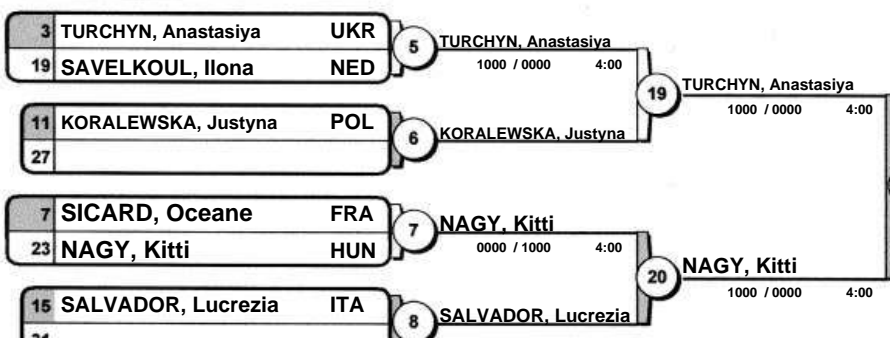 3 TURCHYN, Anastasiya UKR
19 SAVELKOUL, Ilona NED
5 TURCHYN, Anastasiya
1000 / 0000 4:00
19 TURCHYN, Anastasiya
1000 / 0000 4:00
11 KORALEWSKA, Justyna POL
27
6 KORALEWSKA, Justyna
7 SICARD, Oceane FRA
23 NAGY, Kitti HUN
7 NAGY, Kitti
0000 / 1000 4:00
20 NAGY, Kitti
1000 / 0000 4:00
15 SALVADOR, Lucrezia ITA
8 SALVADOR, Lucrezia